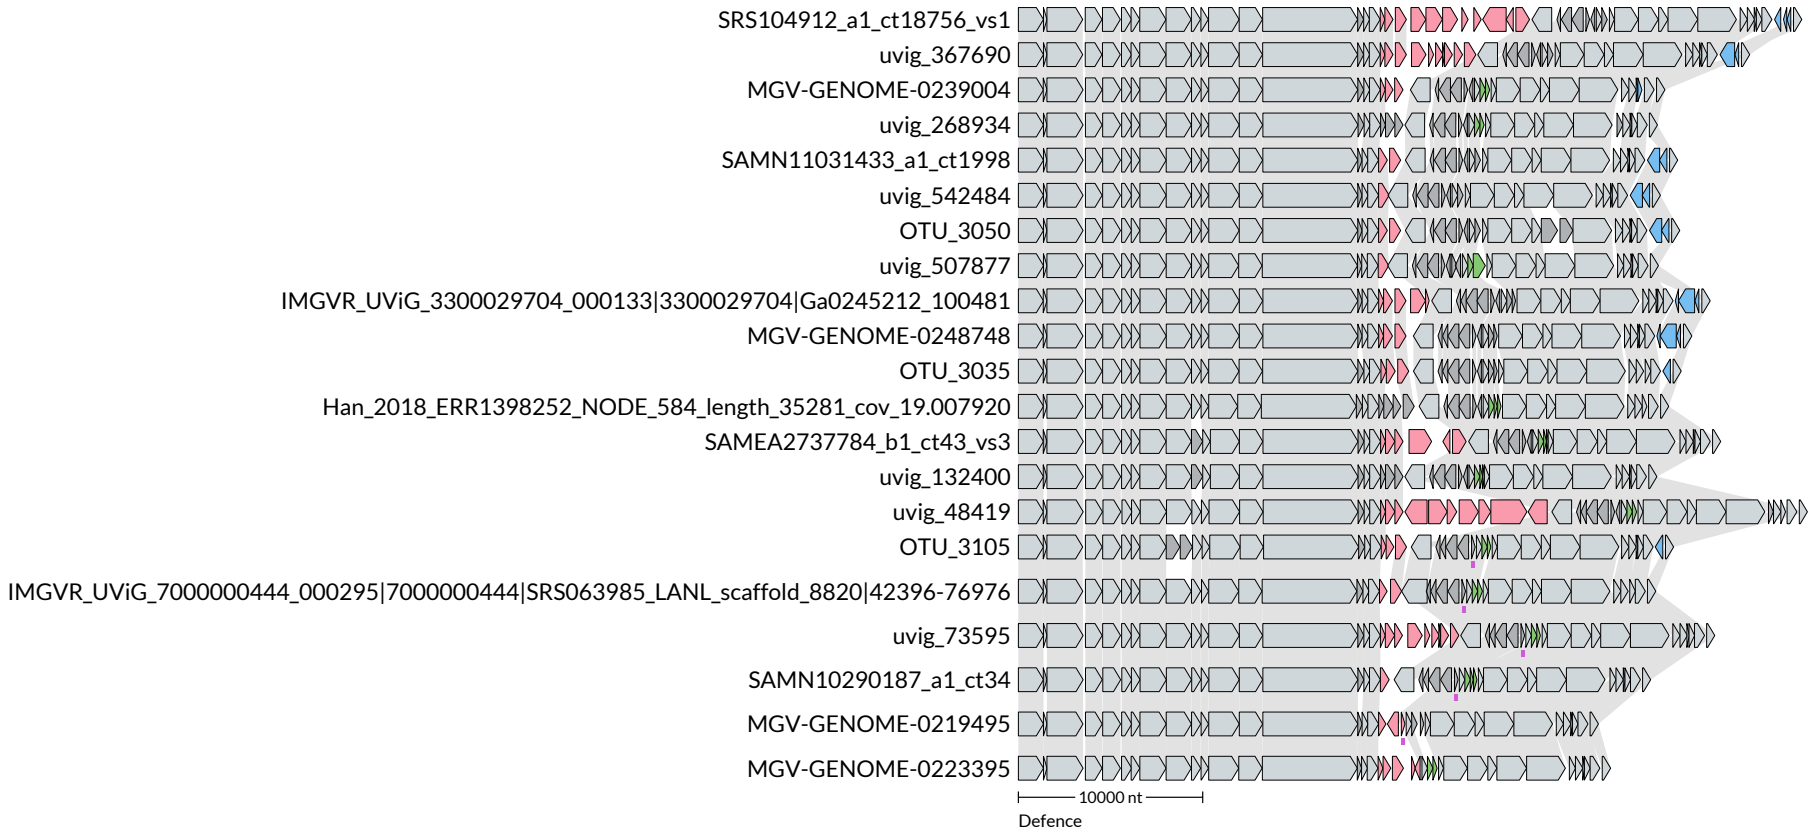 SRS104912_a1_ct18756_vs1
uvig_367690
MGV-GENOME-0239004
uvig_268934
SAMN11031433_a1_ct1998
uvig_542484
OTU_3050
uvig_507877
IMGVR_UViG_3300029704_000133|3300029704|Ga0245212_100481
MGV-GENOME-0248748
OTU_3035
Han_2018_ERR1398252_NODE_584_length_35281_cov_19.007920
SAMEA2737784_b1_ct43_vs3
uvig_132400
uvig_48419
OTU_3105
IMGVR_UViG_7000000444_000295|7000000444|SRS063985_LANL_scaffold_8820|42396-76976
uvig_73595
SAMN10290187_a1_ct34
MGV-GENOME-0219495
MGV-GENOME-0223395
10000 nt
Defence